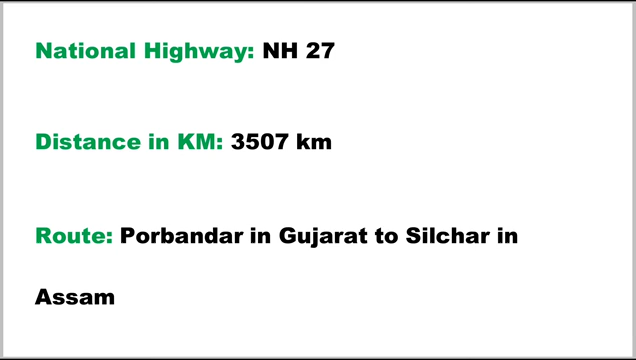 National Highway: NH 27
Distance in KM: 3507 km
Route: Porbandar in Gujarat to Silchar in
Assam